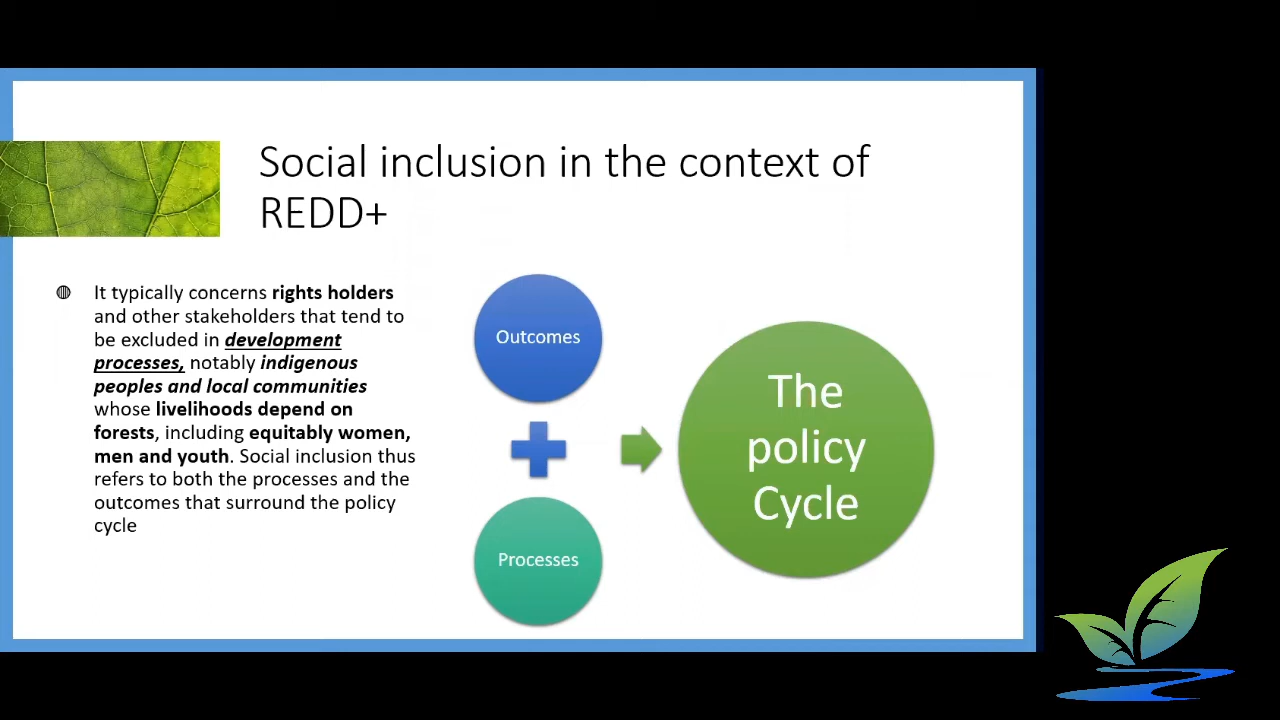 Social inclusion in the context of
REDD+
It typically concerns rights holders
and other stakeholders that tend to
be excluded in development
processes, notably indigenous
peoples and local communities
whose livelihoods depend on
forests, including equitably women,
men and youth. Social inclusion thus
refers to both the processes and the
outcomes that surround the policy
cycle
Outcomes
Processes
The
policy
Cycle